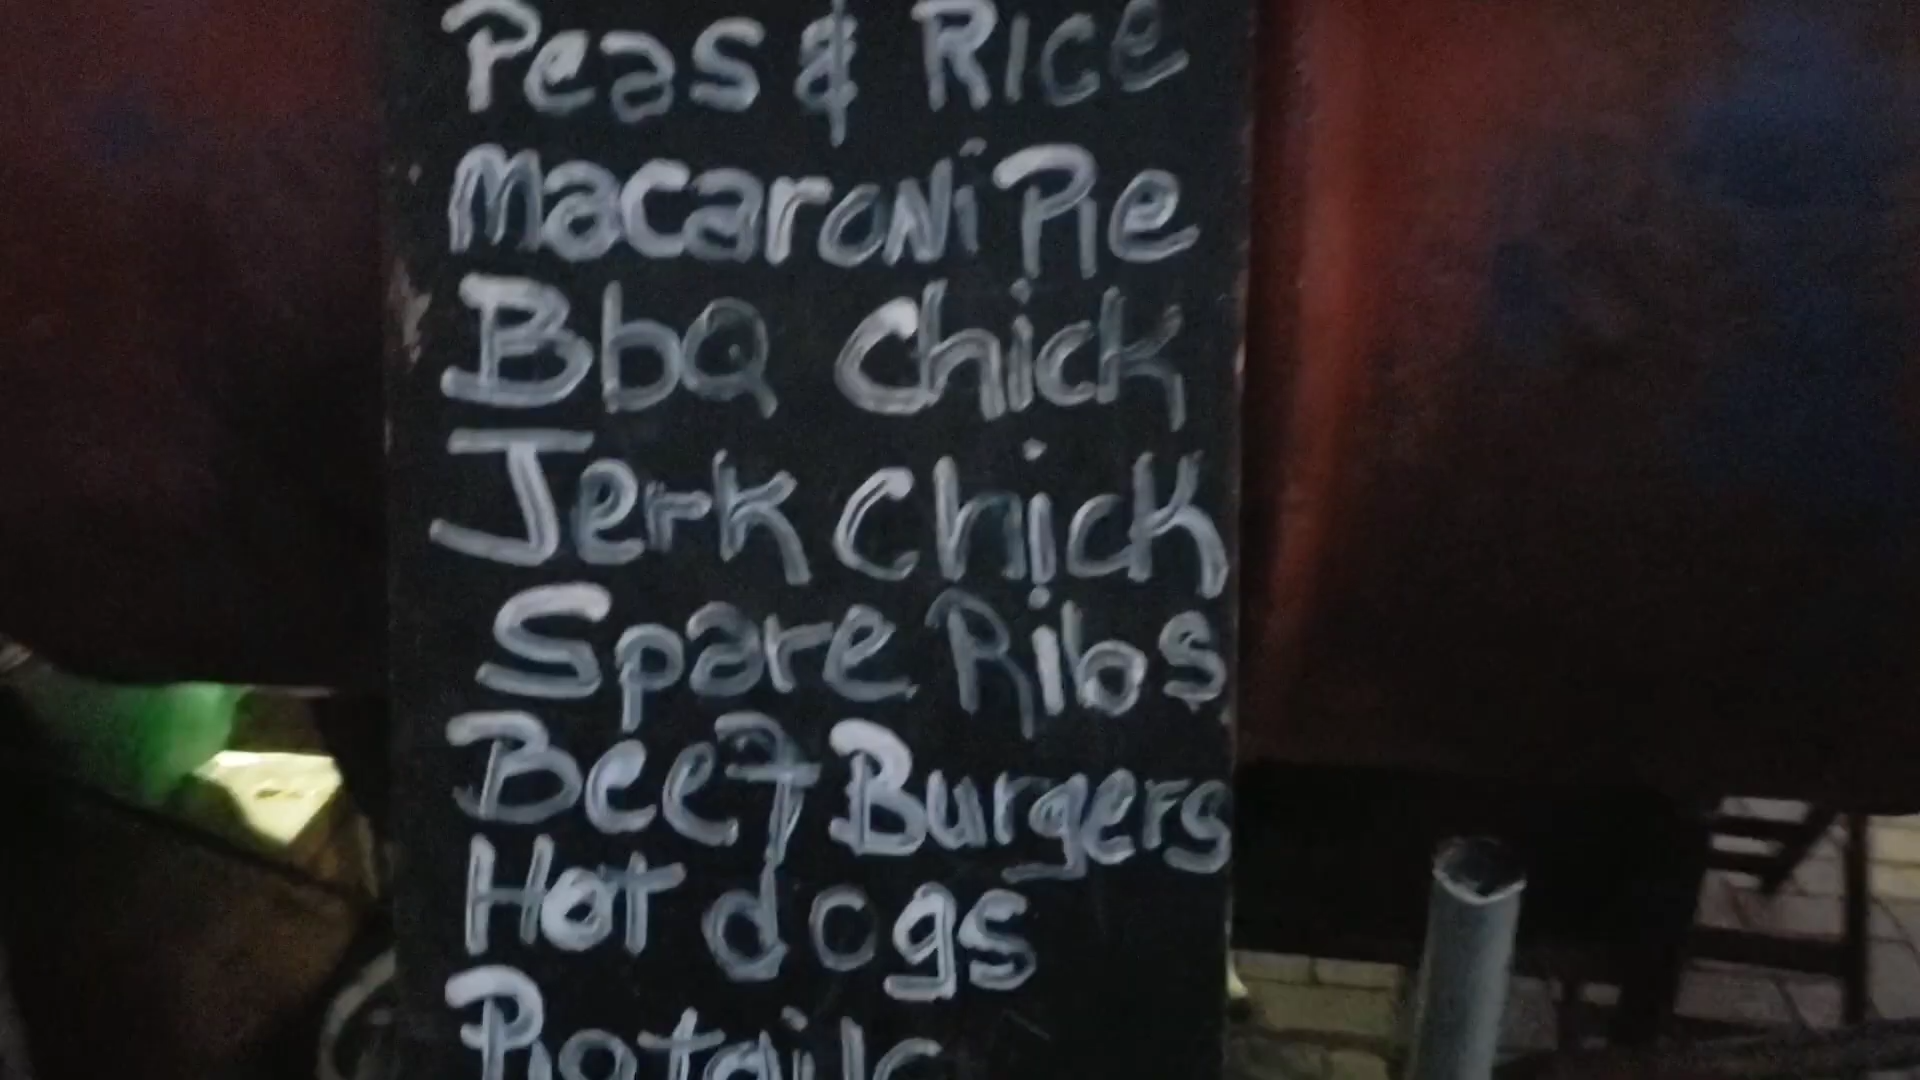 Peas & Rice
Macaroni Pie
BbQ Chick
Jerk Chick
Spare Ribs
Beef Burgers
Hot dogs